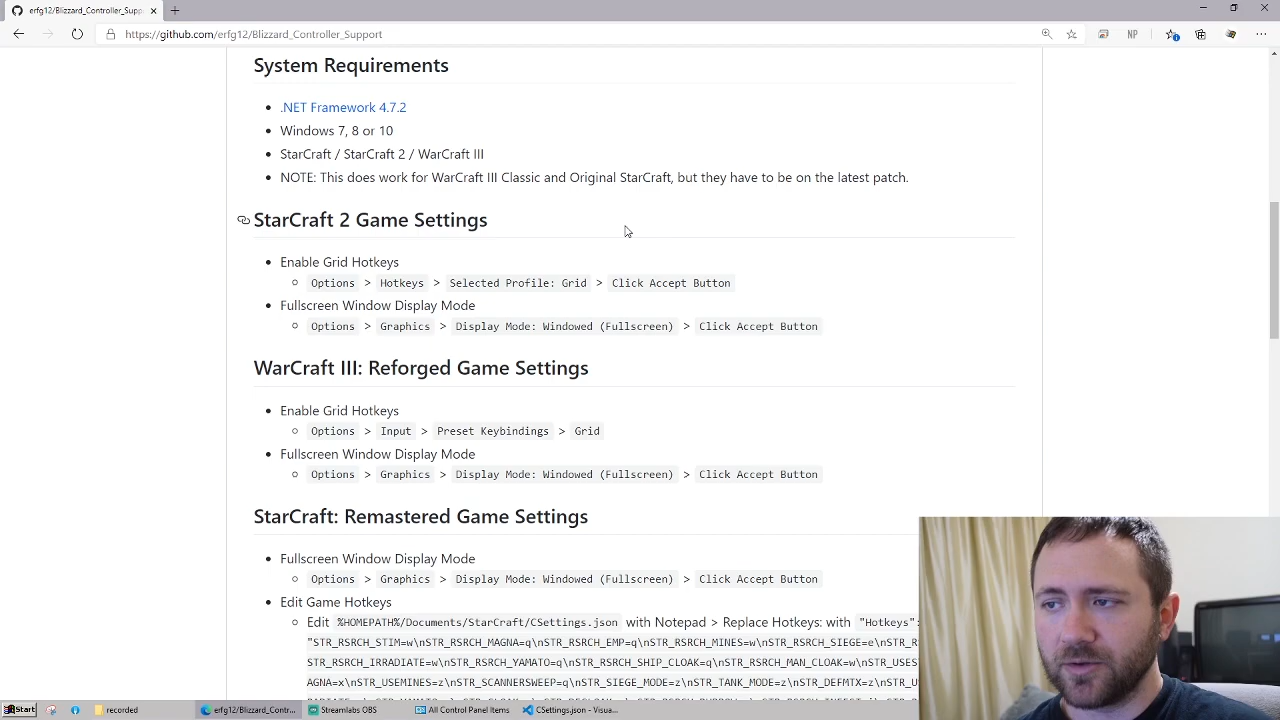 erfg12/Blizzard_Controller_Supp
https://github.com/erfg12/Blizzard_Controller_Support
NP
System Requirements
.NET Framework 4.7.2
Windows 7, 8 or 10
StarCraft / StarCraft 2 / WarCraft III
NOTE: This does work for WarCraft III Classic and Original StarCraft, but they have to be on the latest patch.
StarCraft 2 Game Settings
Enable Grid Hotkeys
Options > Hotkeys > Selected Profile: Grid > Click Accept Button
Fullscreen Window Display Mode
Options > Graphics > Display Mode: Windowed (Fullscreen) > Click Accept Button
WarCraft III: Reforged Game Settings
Enable Grid Hotkeys
Options > Input > Preset Keybindings > Grid
Fullscreen Window Display Mode
Options > Graphics > Display Mode: Windowed (Fullscreen) > Click Accept Button
StarCraft: Remastered Game Settings
Fullscreen Window Display Mode
Options > Graphics > Display Mode: Windowed (Fullscreen) > Click Accept Button
Edit Game Hotkeys
Edit %HOMEPATH%/Documents/StarCraft/CSettings.json with Notepad > Replace Hotkeys: with "Hotkeys":
"STR_RSRCH_STIM=w\nSTR_RSRCH_MAGNA=q\nSTR_RSRCH_EMP=q\nSTR_RSRCH_MINES=w\nSTR_RSRCH_SIEGE=e\nSTR_R
STR_RSRCH_IRRADIATE=w\nSTR_RSRCH_YAMATO=q\nSTR_RSRCH_SHIP_CLOAK=q\nSTR_RSRCH_MAN_CLOAK=w\nSTR_USES
AGNA=x\nSTR_USEMINES=z\nSTR_SCANNERSWEEP=q\nSTR_SIEGE_MODE=z\nSTR_TANK_MODE=z\nSTR_DEFMTX=z\nSTR_U
Start recorded erfg12/Blizzard_Contr... Streamlabs OBS All Control Panel Items CSettings.json - Visua...